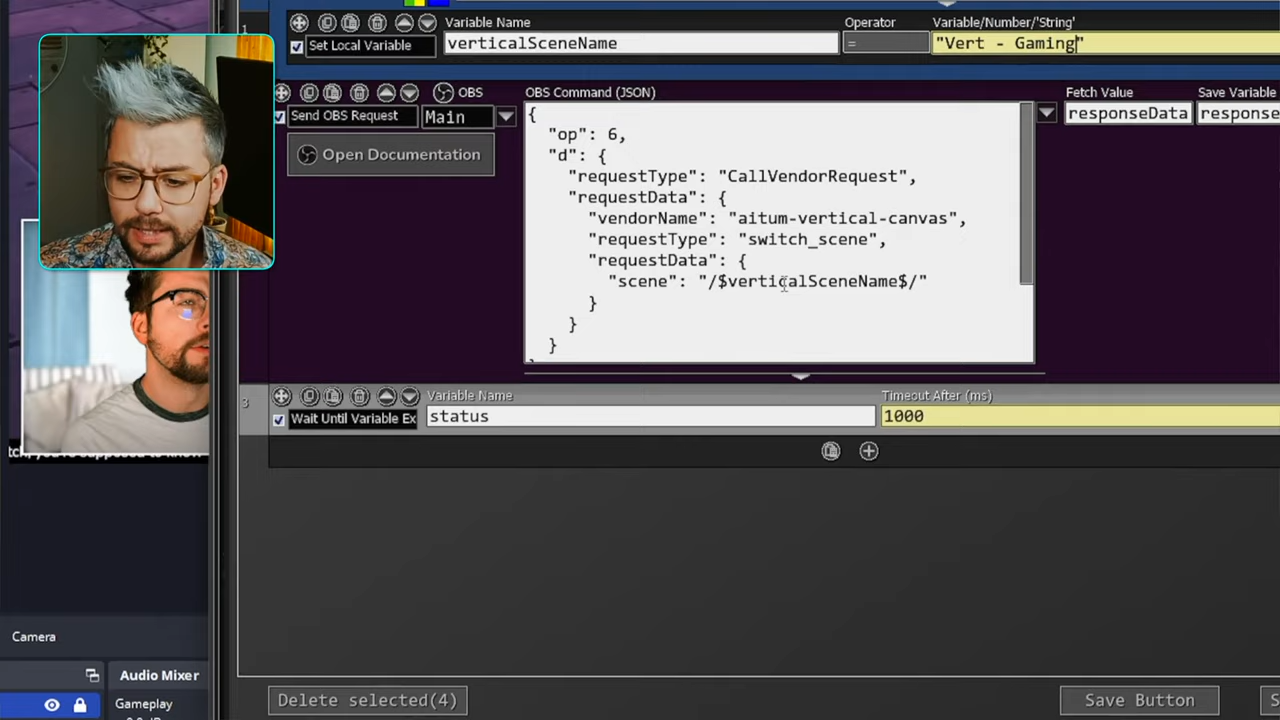 1
Variable Name
Operator
Variable/Number/'String'
Set Local Variable
verticalSceneName
=
"Vert - Gaming"
OBS
OBS Command (JSON)
Fetch Value
Save Variable
Send OBS Request
Main
responseData
response
Open Documentation
{
"op": 6,
"d": {
"requestType": "CallVendorRequest",
"requestData": {
"vendorName": "aitum-vertical-canvas",
"requestType": "switch_scene",
"requestData": {
"scene": "/$verticalSceneName$/"
}
}
}
3
Variable Name
Timeout After (ms)
Wait Until Variable Ex
status
1000
Camera
Audio Mixer
Gameplay
Delete selected(4)
Save Button
S